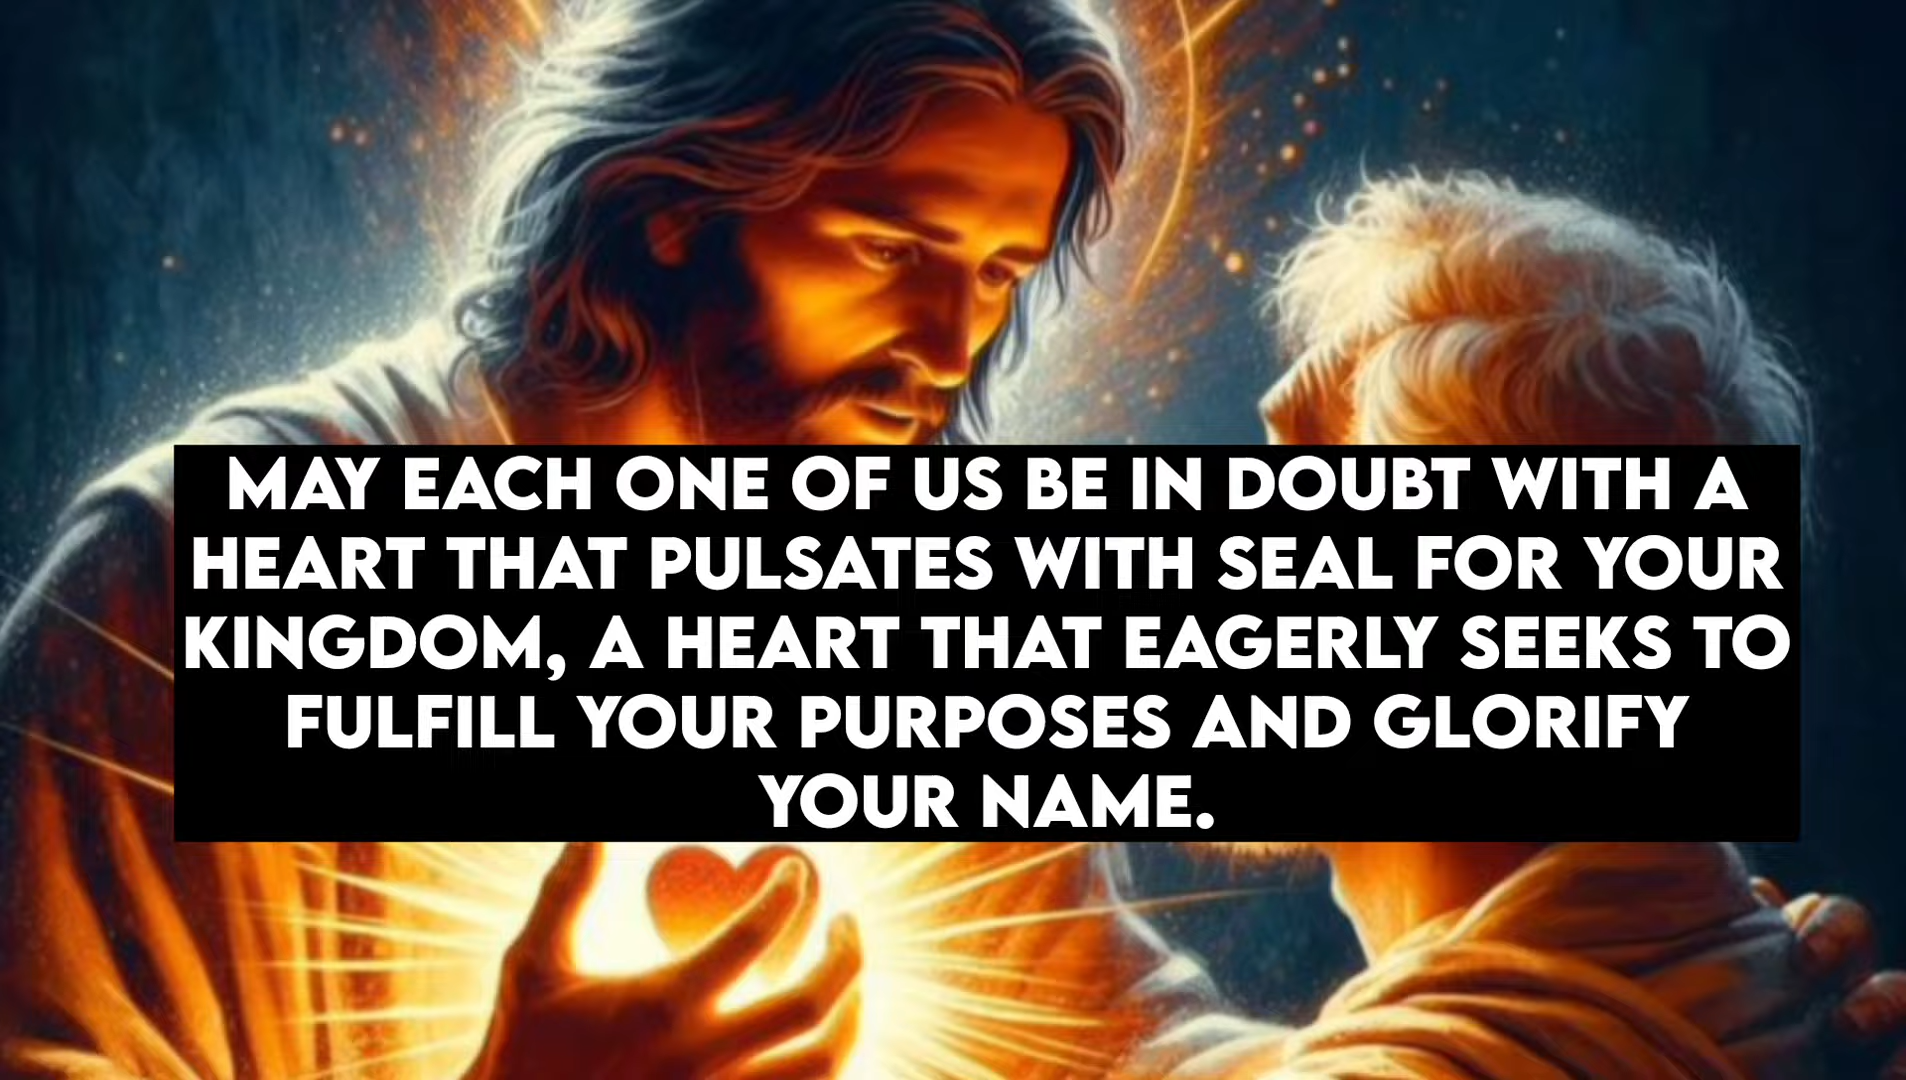 MAY EACH ONE OF US BE IN DOUBT WITH A
HEART THAT PULSATES WITH SEAL FOR YOUR
KINGDOM, A HEART THAT EAGERLY SEEKS TO
FULFILL YOUR PURPOSES AND GLORIFY
YOUR NAME.